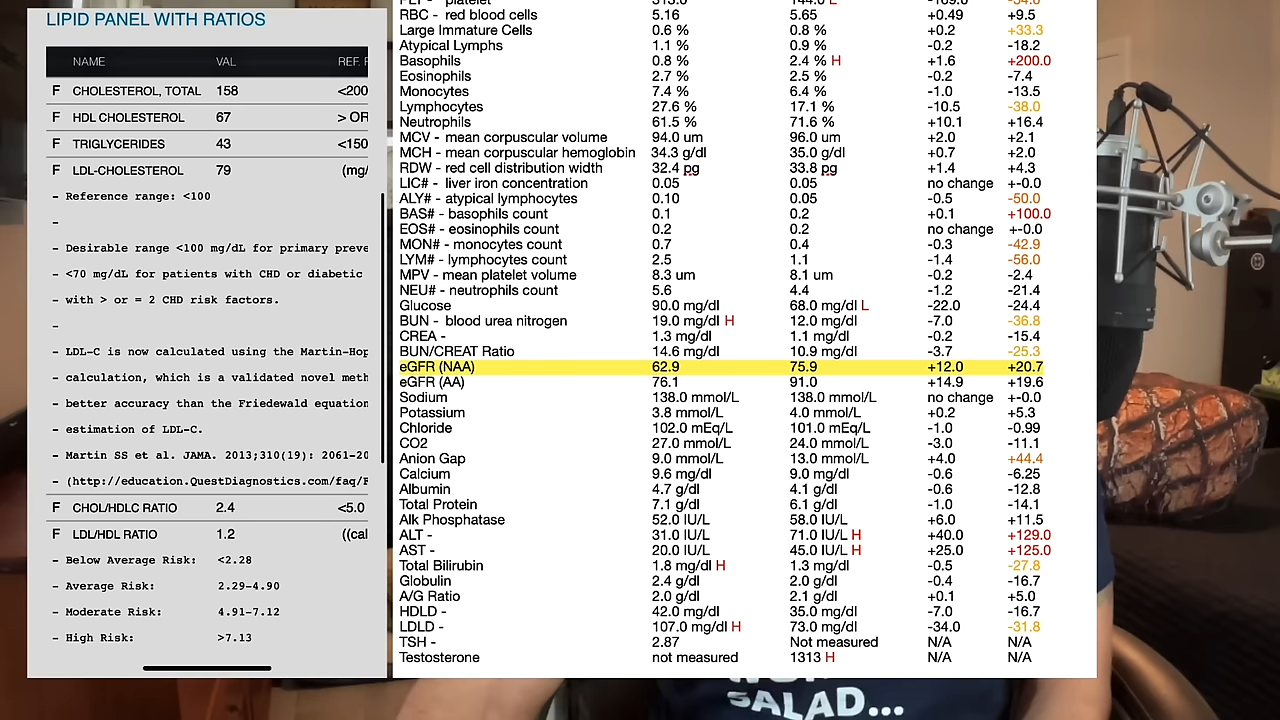 LIPID PANEL WITH RATIOS
NAME VAL REF. F
F CHOLESTEROL, TOTAL 158 <200
F HDL CHOLESTEROL 67 > OR
F TRIGLYCERIDES 43 <150
F LDL-CHOLESTEROL 79 (mg/
- Reference range: <100
-
- Desirable range <100 mg/dL for primary preve
- <70 mg/dL for patients with CHD or diabetic
- with > or = 2 CHD risk factors.
-
- LDL-C is now calculated using the Martin-Hop
- calculation, which is a validated novel meth
- better accuracy than the Friedewald equation
- estimation of LDL-C.
- Martin SS et al. JAMA. 2013;310(19): 2061-20
- (http://education.QuestDiagnostics.com/faq/F
F CHOL/HDLC RATIO 2.4 <5.0
F LDL/HDL RATIO 1.2 ((cal
- Below Average Risk: <2.28
- Average Risk: 2.29-4.90
- Moderate Risk: 4.91-7.12
- High Risk: >7.13
PLT - platelet 313.0 144.0 L -169.0 -54.0
RBC - red blood cells 5.16 5.65 +0.49 +9.5
Large Immature Cells 0.6 % 0.8 % +0.2 +33.3
Atypical Lymphs 1.1 % 0.9 % -0.2 -18.2
Basophils 0.8 % 2.4 % H +1.6 +200.0
Eosinophils 2.7 % 2.5 % -0.2 -7.4
Monocytes 7.4 % 6.4 % -1.0 -13.5
Lymphocytes 27.6 % 17.1 % -10.5 -38.0
Neutrophils 61.5 % 71.6 % +10.1 +16.4
MCV - mean corpuscular volume 94.0 um 96.0 um +2.0 +2.1
MCH - mean corpuscular hemoglobin 34.3 g/dl 35.0 g/dl +0.7 +2.0
RDW - red cell distribution width 32.4 pg 33.8 pg +1.4 +4.3
LIC# - liver iron concentration 0.05 0.05 no change +-0.0
ALY# - atypical lymphocytes 0.10 0.05 -0.5 -50.0
BAS# - basophils count 0.1 0.2 +0.1 +100.0
EOS# - eosinophils count 0.2 0.2 no change +-0.0
MON# - monocytes count 0.7 0.4 -0.3 -42.9
LYM# - lymphocytes count 2.5 1.1 -1.4 -56.0
MPV - mean platelet volume 8.3 um 8.1 um -0.2 -2.4
NEU# - neutrophils count 5.6 4.4 -1.2 -21.4
Glucose 90.0 mg/dl 68.0 mg/dl L -22.0 -24.4
BUN - blood urea nitrogen 19.0 mg/dl H 12.0 mg/dl -7.0 -36.8
CREA - 1.3 mg/dl 1.1 mg/dl -0.2 -15.4
BUN/CREAT Ratio 14.6 mg/dl 10.9 mg/dl -3.7 -25.3
eGFR (NAA) 62.9 75.9 +12.0 +20.7
eGFR (AA) 76.1 91.0 +14.9 +19.6
Sodium 138.0 mmol/L 138.0 mmol/L no change +-0.0
Potassium 3.8 mmol/L 4.0 mmol/L +0.2 +5.3
Chloride 102.0 mEq/L 101.0 mEq/L -1.0 -0.99
CO2 27.0 mmol/L 24.0 mmol/L -3.0 -11.1
Anion Gap 9.0 mmol/L 13.0 mmol/L +4.0 +44.4
Calcium 9.6 mg/dl 9.0 mg/dl -0.6 -6.25
Albumin 4.7 g/dl 4.1 g/dl -0.6 -12.8
Total Protein 7.1 g/dl 6.1 g/dl -1.0 -14.1
Alk Phosphatase 52.0 IU/L 58.0 IU/L +6.0 +11.5
ALT - 31.0 IU/L 71.0 IU/L H +40.0 +129.0
AST - 20.0 IU/L 45.0 IU/L H +25.0 +125.0
Total Bilirubin 1.8 mg/dl H 1.3 mg/dl -0.5 -27.8
Globulin 2.4 g/dl 2.0 g/dl -0.4 -16.7
A/G Ratio 2.0 g/dl 2.1 g/dl +0.1 +5.0
HDLD - 42.0 mg/dl 35.0 mg/dl -7.0 -16.7
LDLD - 107.0 mg/dl H 73.0 mg/dl -34.0 -31.8
TSH - 2.87 Not measured N/A N/A
Testosterone not measured 1313 H N/A N/A
SALAD...